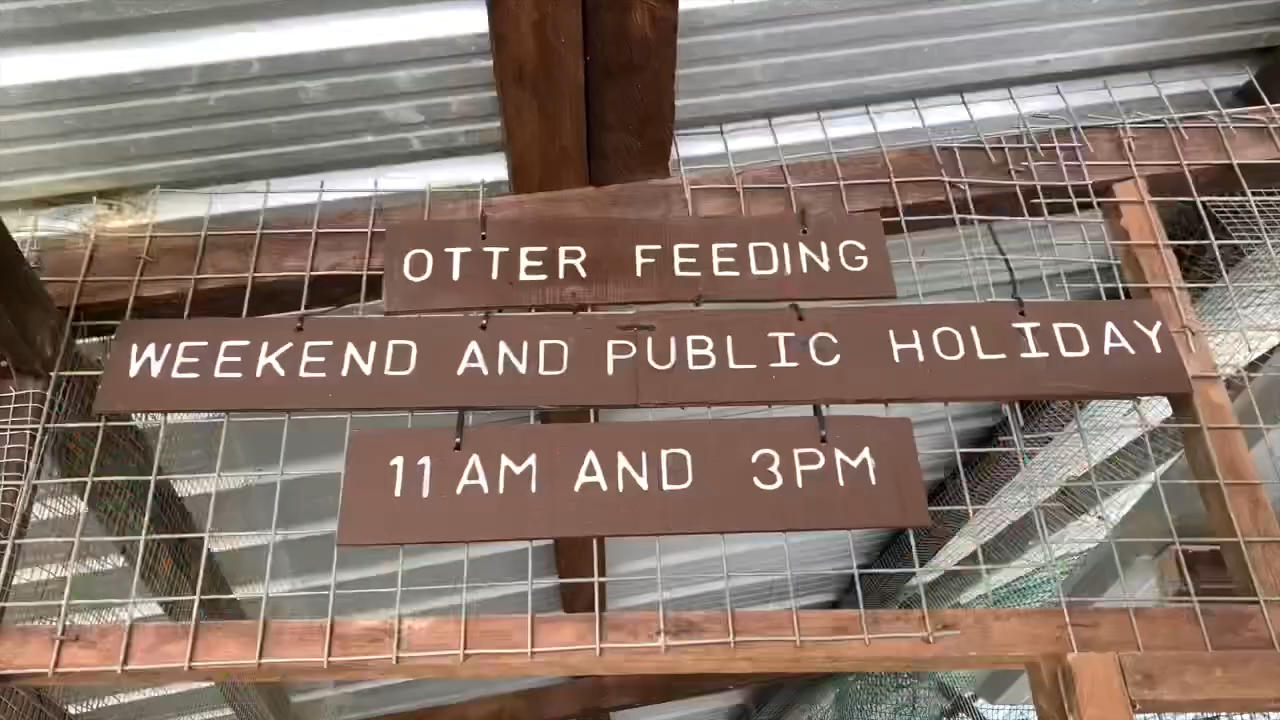 OTTER FEEDING
WEEKEND AND PUBLIC HOLIDAY
11AM AND 3PM